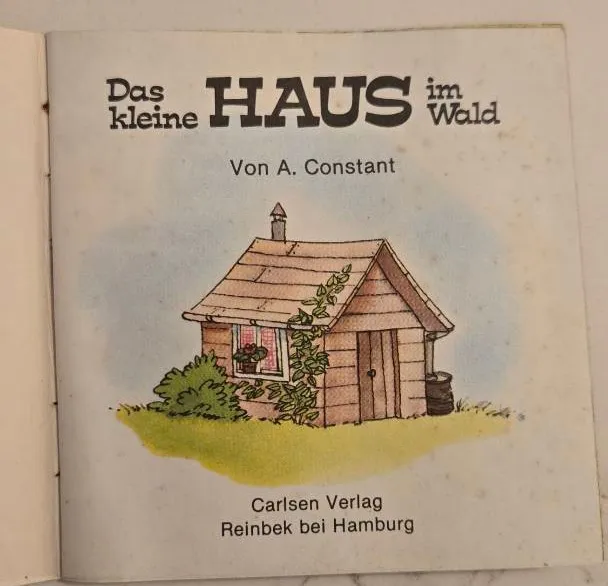 Das kleine HAUS im Wald
Von A. Constant
Carlsen Verlag
Reinbek bei Hamburg